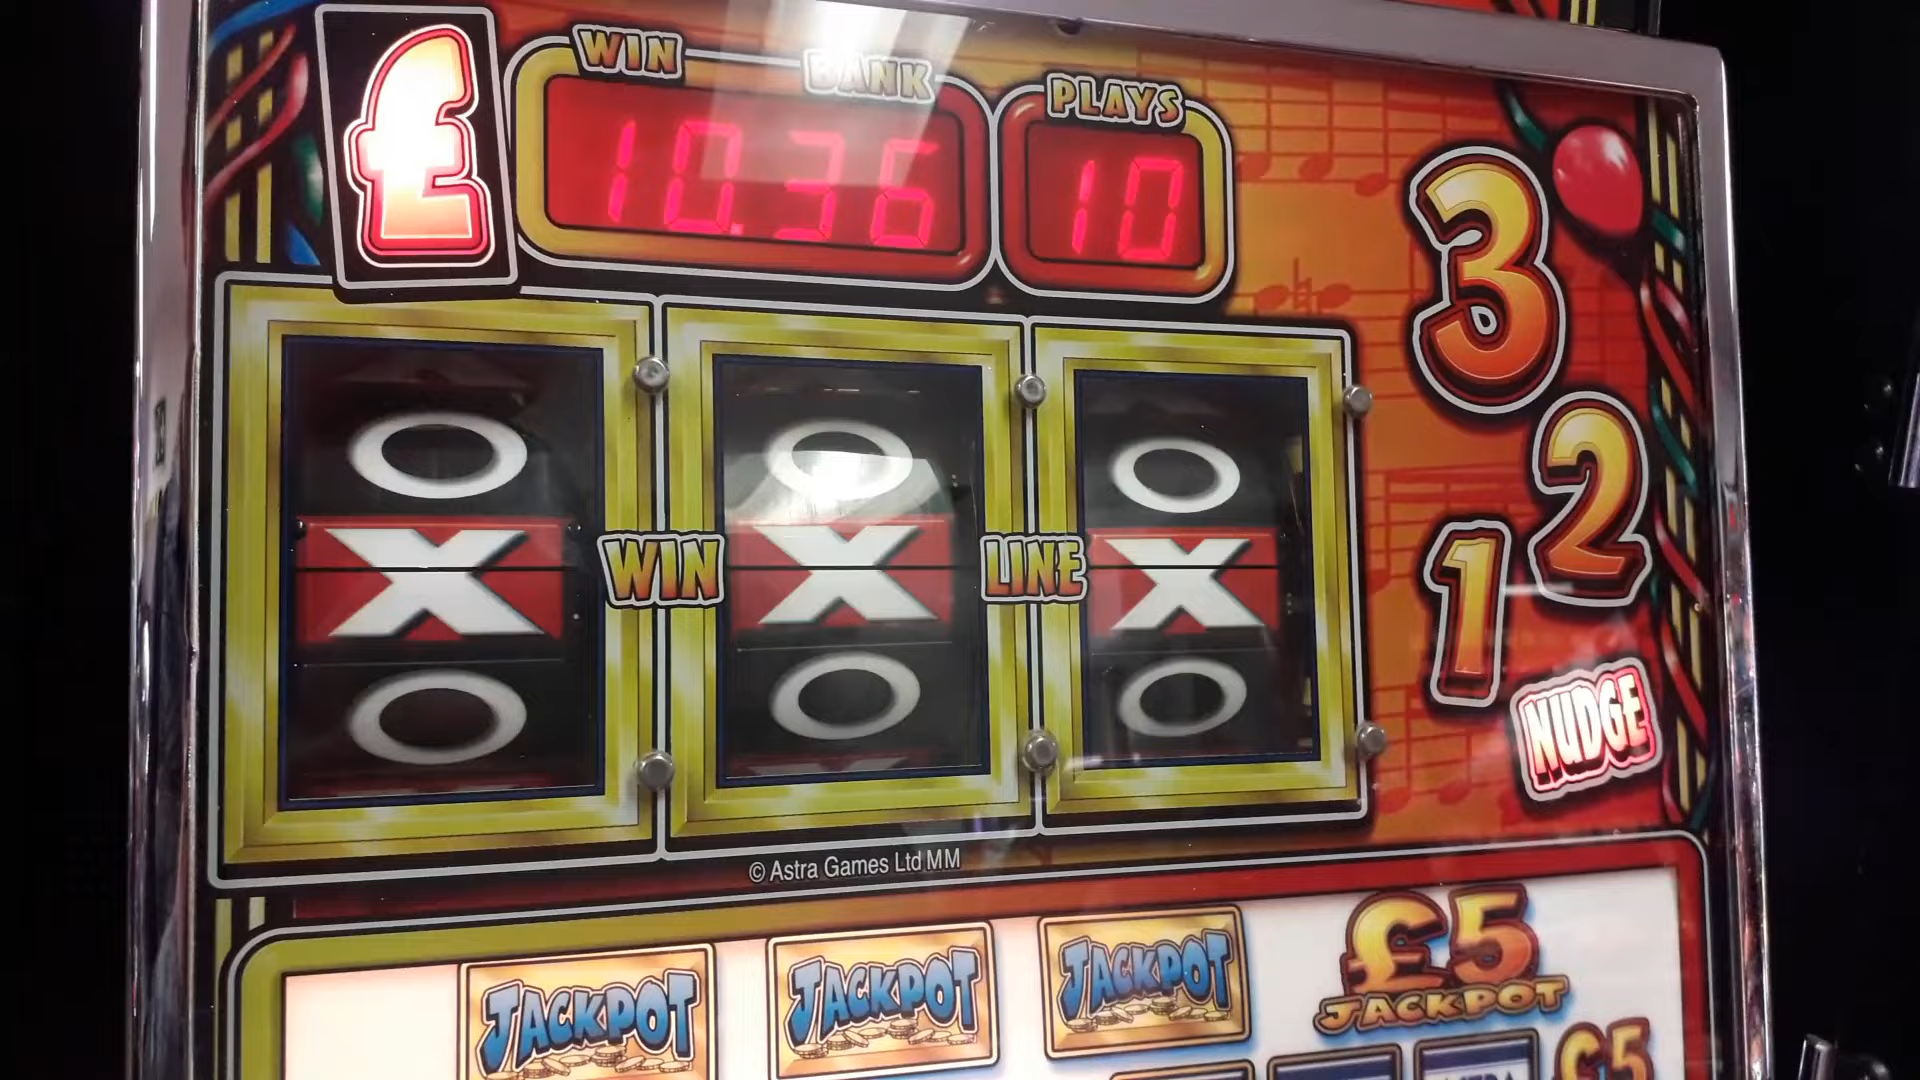 £
WIN BANK
10.36
PLAYS
10
3
2
1
NUDGE
O O O
X WIN X LINE X
O O O
© Astra Games Ltd MM
JACKPOT JACKPOT JACKPOT
£5
JACKPOT
£5